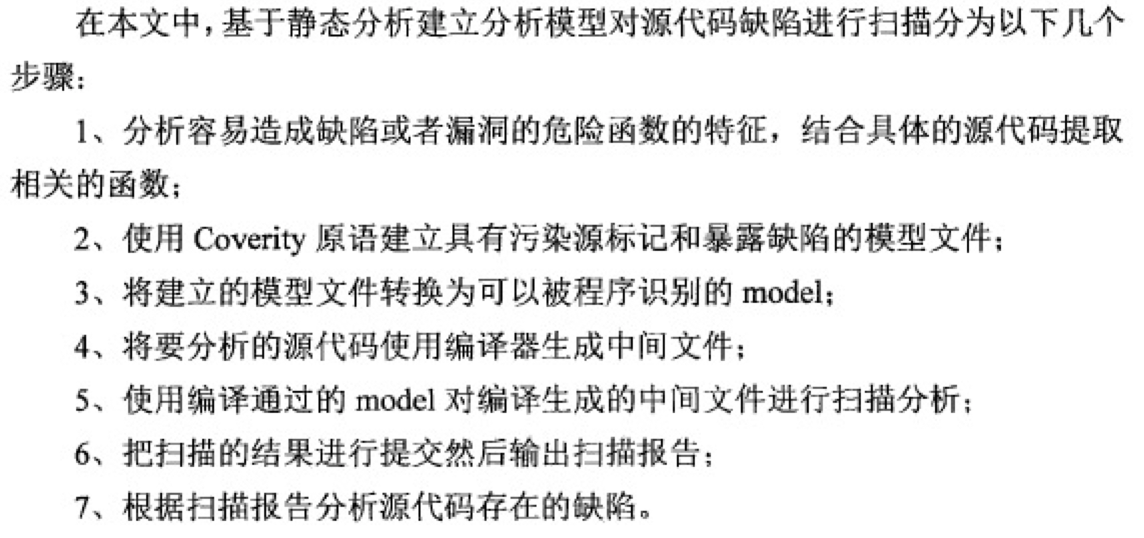 在本文中，基于静态分析建立分析模型对源代码缺陷进行扫描分为以下几个
步骤：
1、分析容易造成缺陷或者漏洞的危险函数的特征，结合具体的源代码提取
相关的函数；
2、使用 Coverity 原语建立具有污染源标记和暴露缺陷的模型文件；
3、将建立的模型文件转换为可以被程序识别的 model；
4、将要分析的源代码使用编译器生成中间文件；
5、使用编译通过的 model 对编译生成的中间文件进行扫描分析；
6、把扫描的结果进行提交然后输出扫描报告；
7、根据扫描报告分析源代码存在的缺陷。